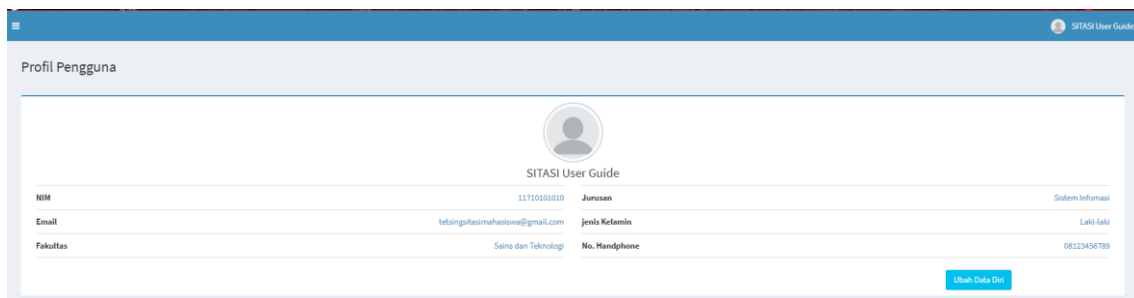 SITASI User Guide
Profil Pengguna
SITASI User Guide
NIM 11710101010 Jurusan Sistem Infomasi
Email tetsingsitasimahasiswa@gmail.com jenis Kelamin Laki-laki
Fakultas Sains dan Teknologi No. Handphone 08123456789
Ubah Data Diri